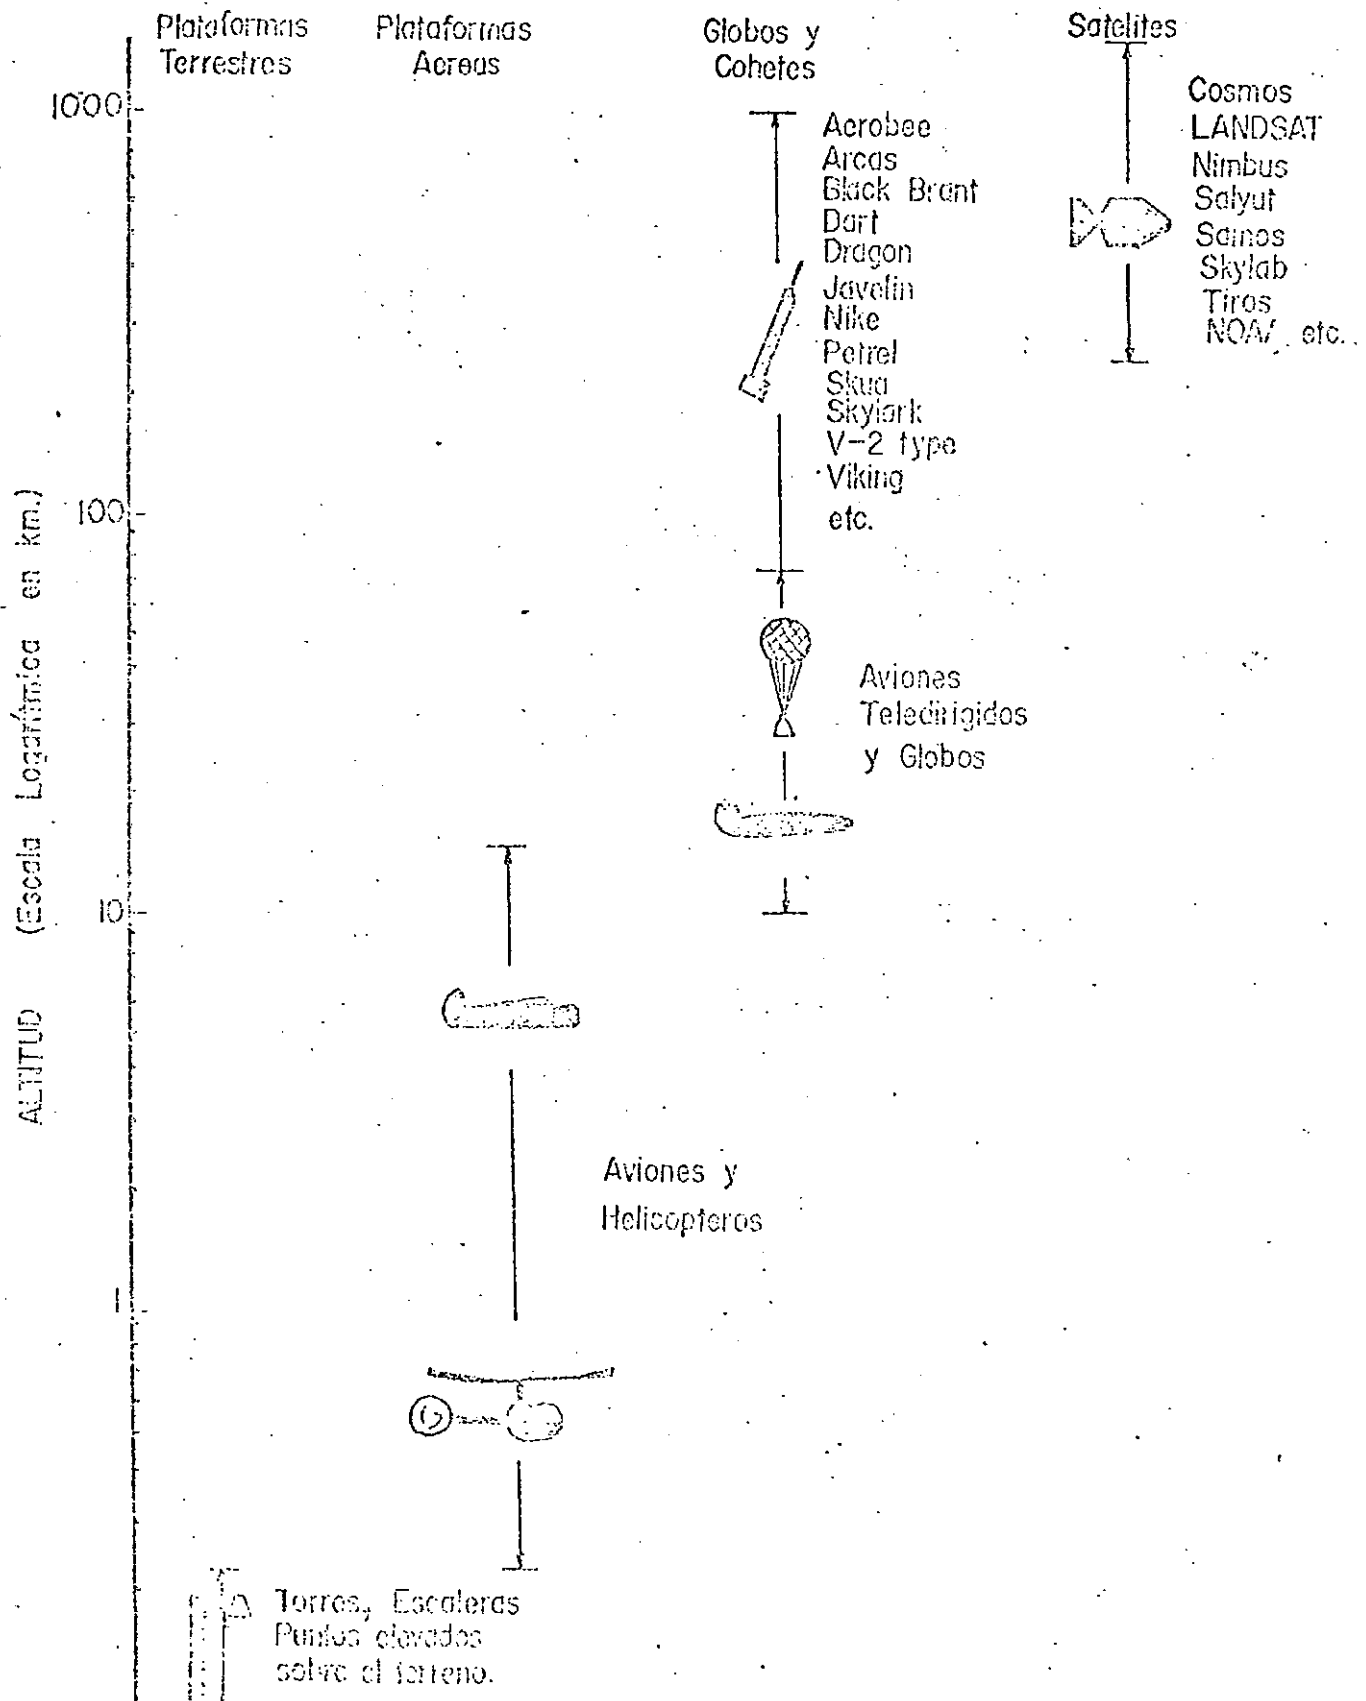 Plataformas
Terrestres
Plataformas
Aereas
Globos y
Cohetes
Satelites
ALTITUD (Escala Logarítmica en km.)
1000
100
10
1
Aerobee
Arcas
Black Brant
Dart
Dragon
Javelin
Nike
Petrel
Skua
Skylark
V-2 type
Viking
etc.
Cosmos
LANDSAT
Nimbus
Salyut
Samos
Skylab
Tiros
etc.
Aviones
Teledirigidos
y Globos
Aviones y
Helicopteros
Torres, Escaleras
Puntos elevados
sobre el terreno.